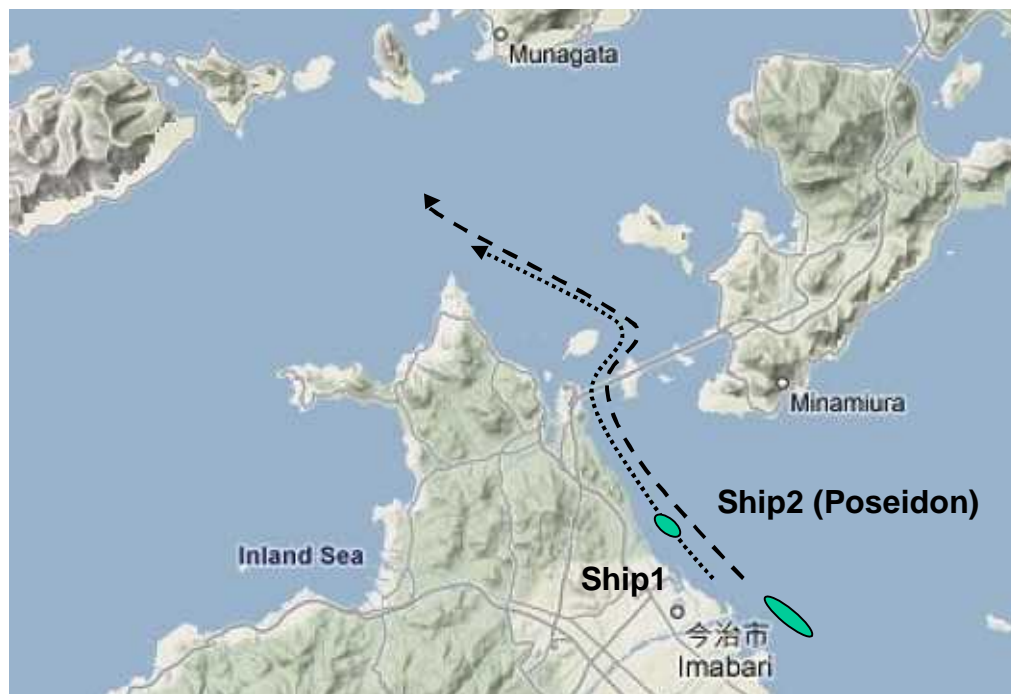 Munagata
Minamiura
Ship2 (Poseidon)
Inland Sea
Ship1
今治市
Imabari